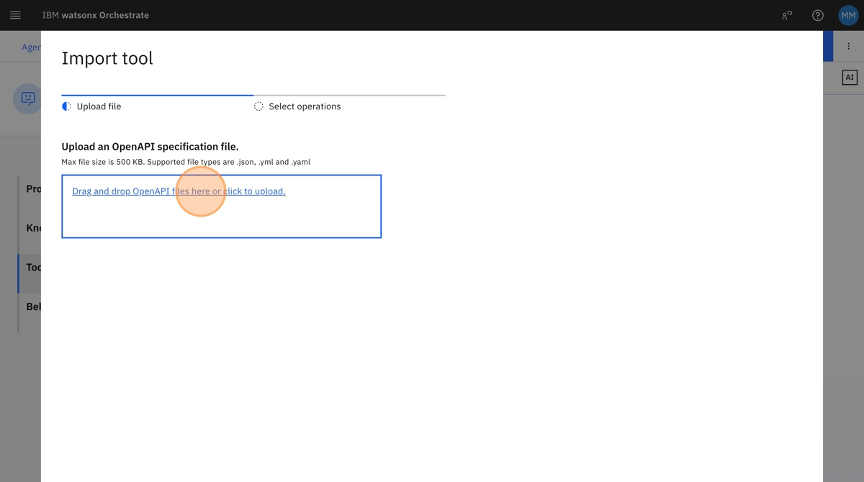 IBM watsonx Orchestrate
MM
Agen
AI
Import tool
Upload file
Select operations
Upload an OpenAPI specification file.
Max file size is 500 KB. Supported file types are .json, .yml and .yaml
Drag and drop OpenAPI files here or click to upload.
Pro
Kno
Too
Beh